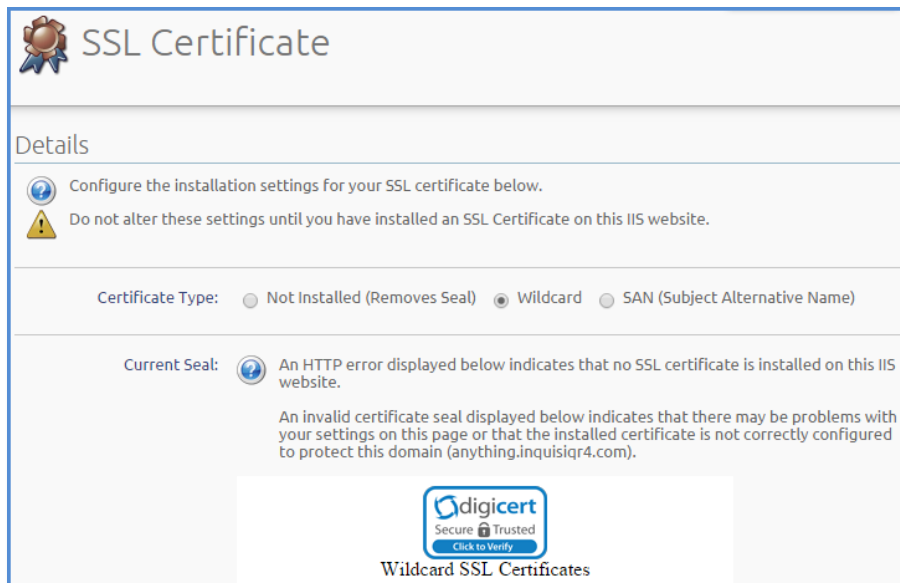 SSL Certificate
Details
Configure the installation settings for your SSL certificate below.
Do not alter these settings until you have installed an SSL Certificate on this IIS website.
Certificate Type: Not Installed (Removes Seal) Wildcard SAN (Subject Alternative Name)
Current Seal: An HTTP error displayed below indicates that no SSL certificate is installed on this IIS
website.
An invalid certificate seal displayed below indicates that there may be problems with
your settings on this page or that the installed certificate is not correctly configured
to protect this domain (anything.inquisiqr4.com).
digicert
Secure Trusted
Click to Verify
Wildcard SSL Certificates